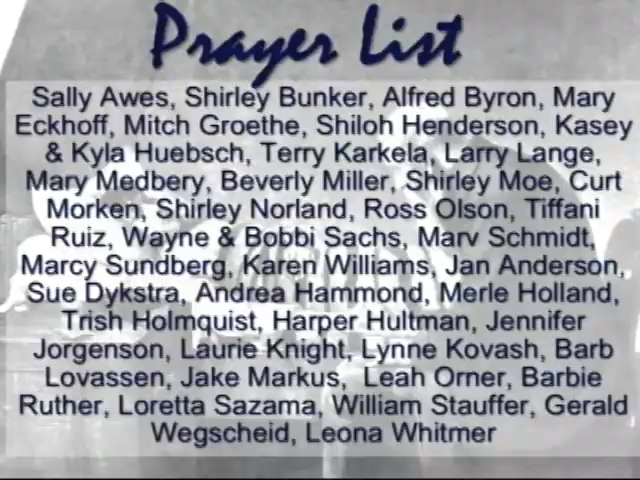 Prayer List
Sally Awes, Shirley Bunker, Alfred Byron, Mary
Eckhoff, Mitch Groethe, Shiloh Henderson, Kasey
& Kyla Huebsch, Terry Karkela, Larry Lange,
Mary Medbery, Beverly Miller, Shirley Moe, Curt
Morken, Shirley Norland, Ross Olson, Tiffani
Ruiz, Wayne & Bobbi Sachs, Marv Schmidt,
Marcy Sundberg, Karen Williams, Jan Anderson,
Sue Dykstra, Andrea Hammond, Merle Holland,
Trish Holmquist, Harper Hultman, Jennifer
Jorgenson, Laurie Knight, Lynne Kovash, Barb
Lovassen, Jake Markus,  Leah Orner, Barbie
Ruther, Loretta Sazama, William Stauffer, Gerald
Wegscheid, Leona Whitmer